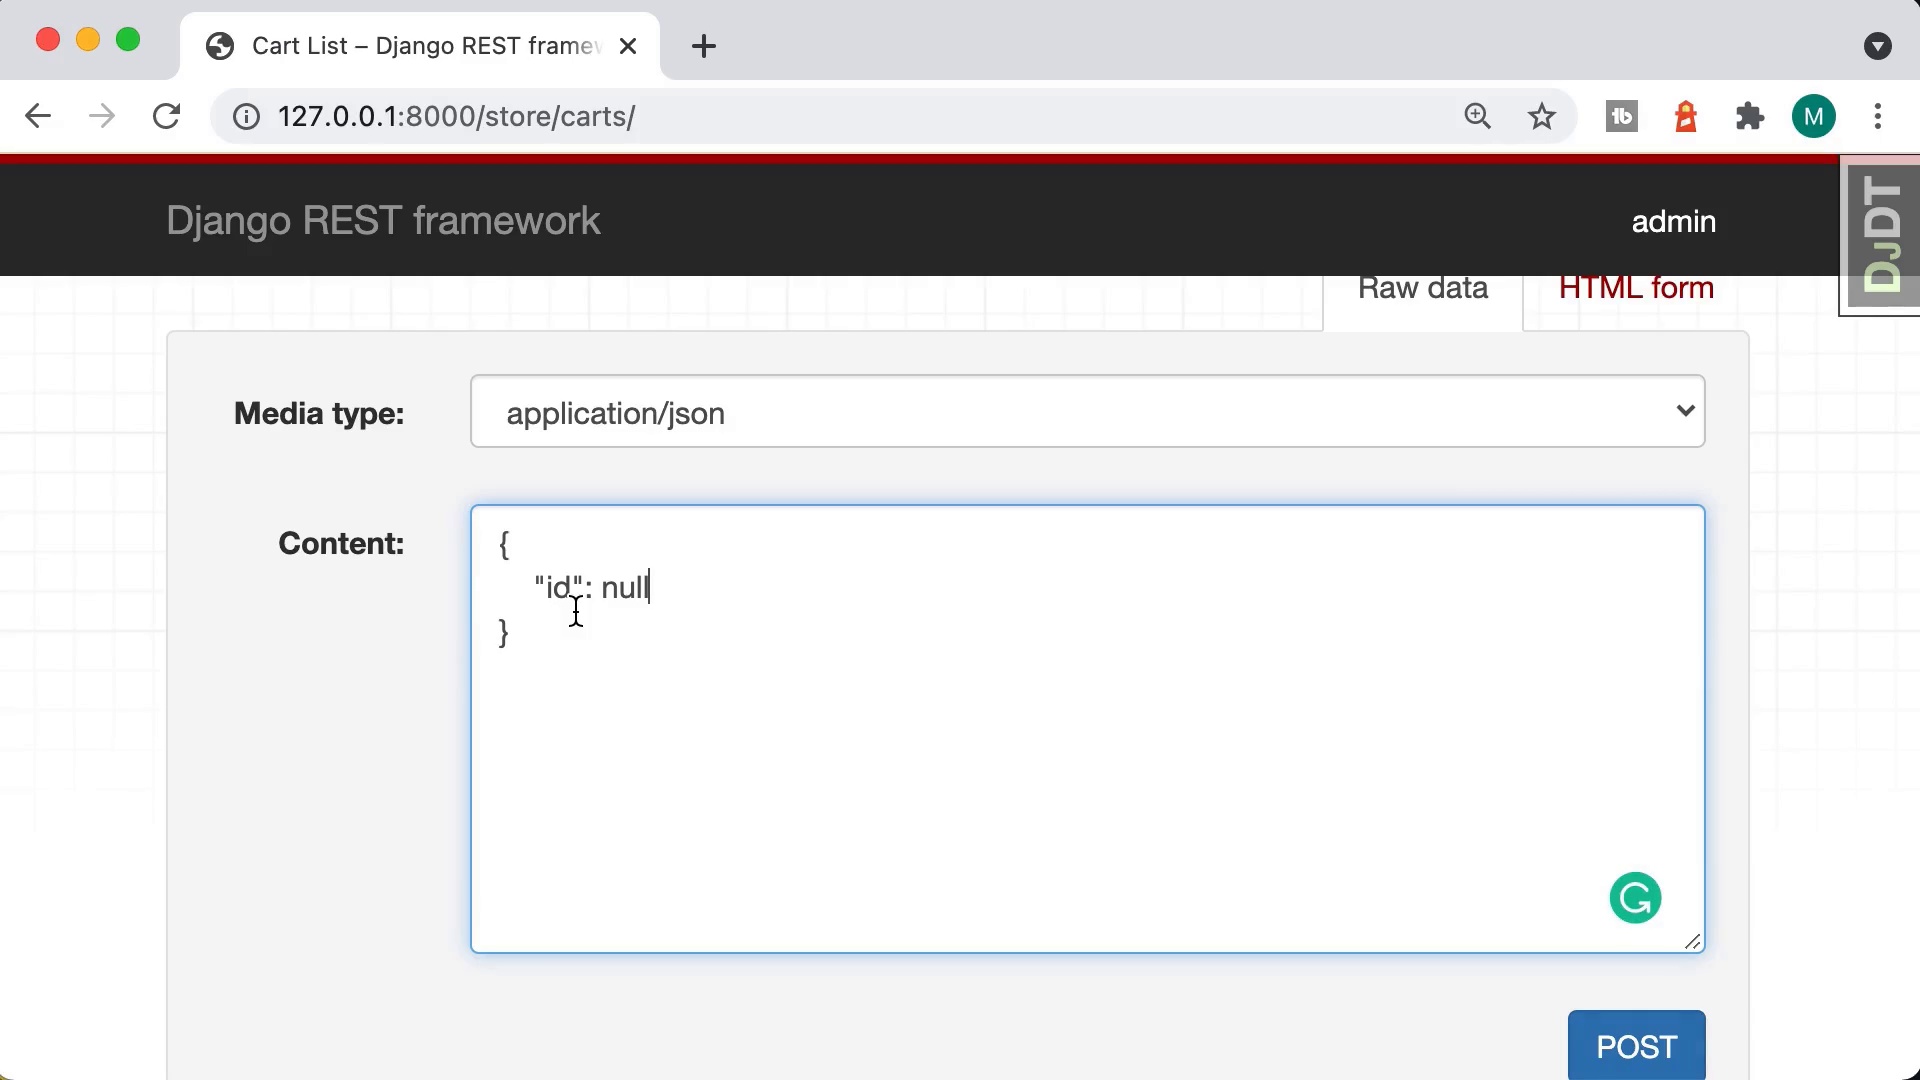 Cart List – Django REST framew
127.0.0.1:8000/store/carts/
M
Django REST framework
admin
DJDT
Raw data
HTML form
Media type:
application/json
Content:
{
"id": null
}
POST